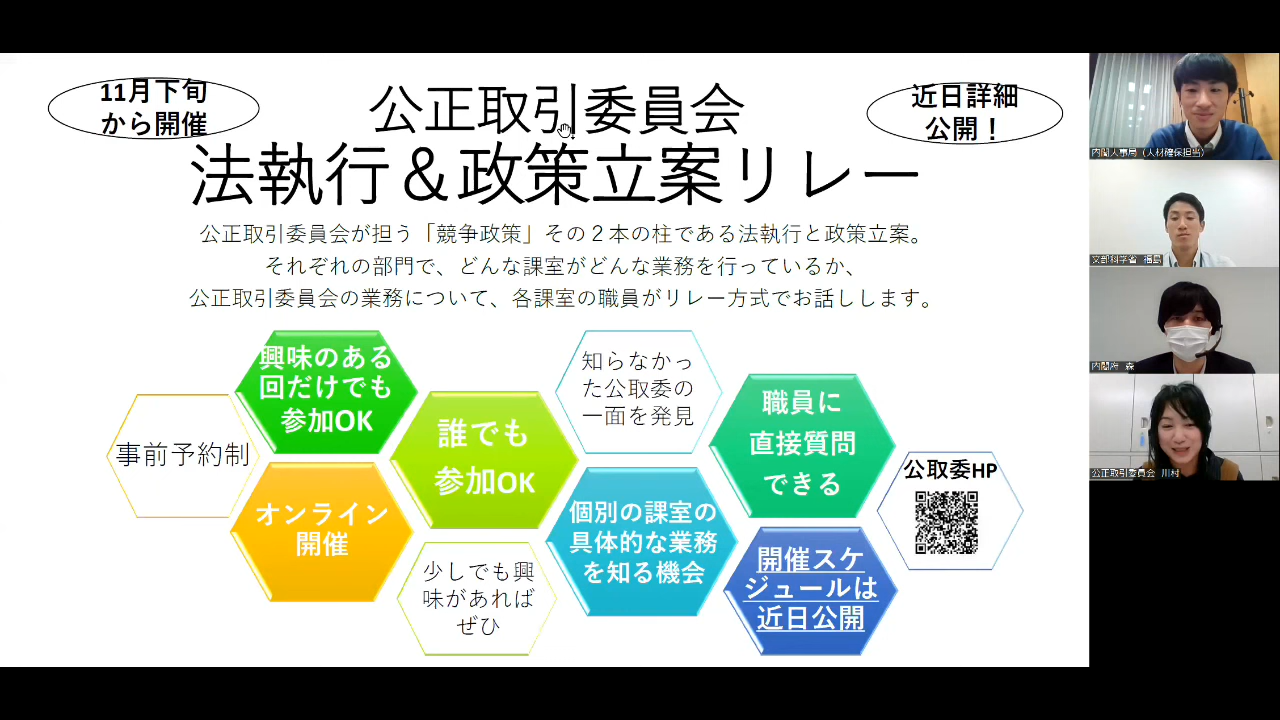 11月下旬
から開催
公正取引委員会
法執行＆政策立案リレー
近日詳細
公開！
公正取引委員会が担う「競争政策」その２本の柱である法執行と政策立案。
それぞれの部門で、どんな課室がどんな業務を行っているか、
公正取引委員会の業務について、各課室の職員がリレー方式でお話しします。
事前予約制
興味のある
回だけでも
参加OK
オンライン
開催
誰でも
参加OK
少しでも興
味があれば
ぜひ
知らなかっ
た公取委の
一面を発見
個別の課室の
具体的な業務
を知る機会
職員に
直接質問
できる
開催スケ
ジュールは
近日公開
公取委HP
内閣人事局（人材確保担当）
文部科学省　福島
内閣府　森
公正取引委員会　川村